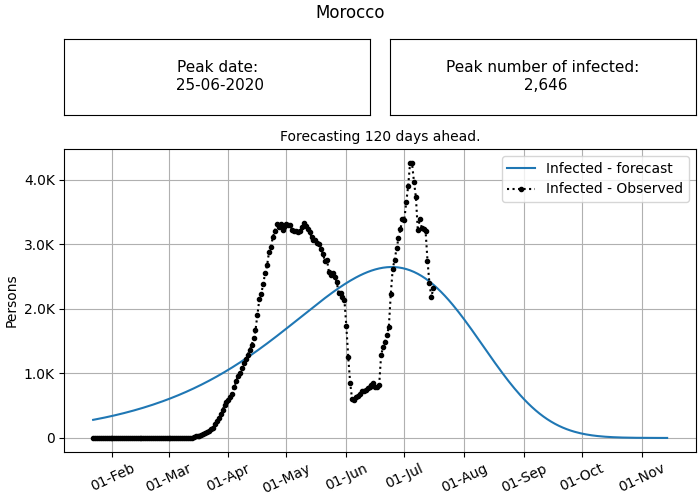 Morocco
Peak date:
25-06-2020
Peak number of infected:
2,646
Forecasting 120 days ahead.
Infected - forecast
Infected - Observed
4.0K
3.0K
2.0K
1.0K
0
Persons
01-Feb
01-Mar
01-Apr
01-May
01-Jun
01-Jul
01-Aug
01-Sep
01-Oct
01-Nov